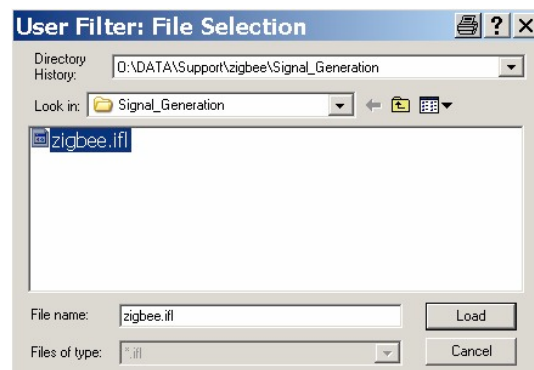 User Filter: File Selection ?
Directory History: O:\DATA\Support\zigbee\Signal_Generation
Look in: Signal_Generation
zigbee.ifl
File name: zigbee.ifl Load
Files of type: *.ifl Cancel